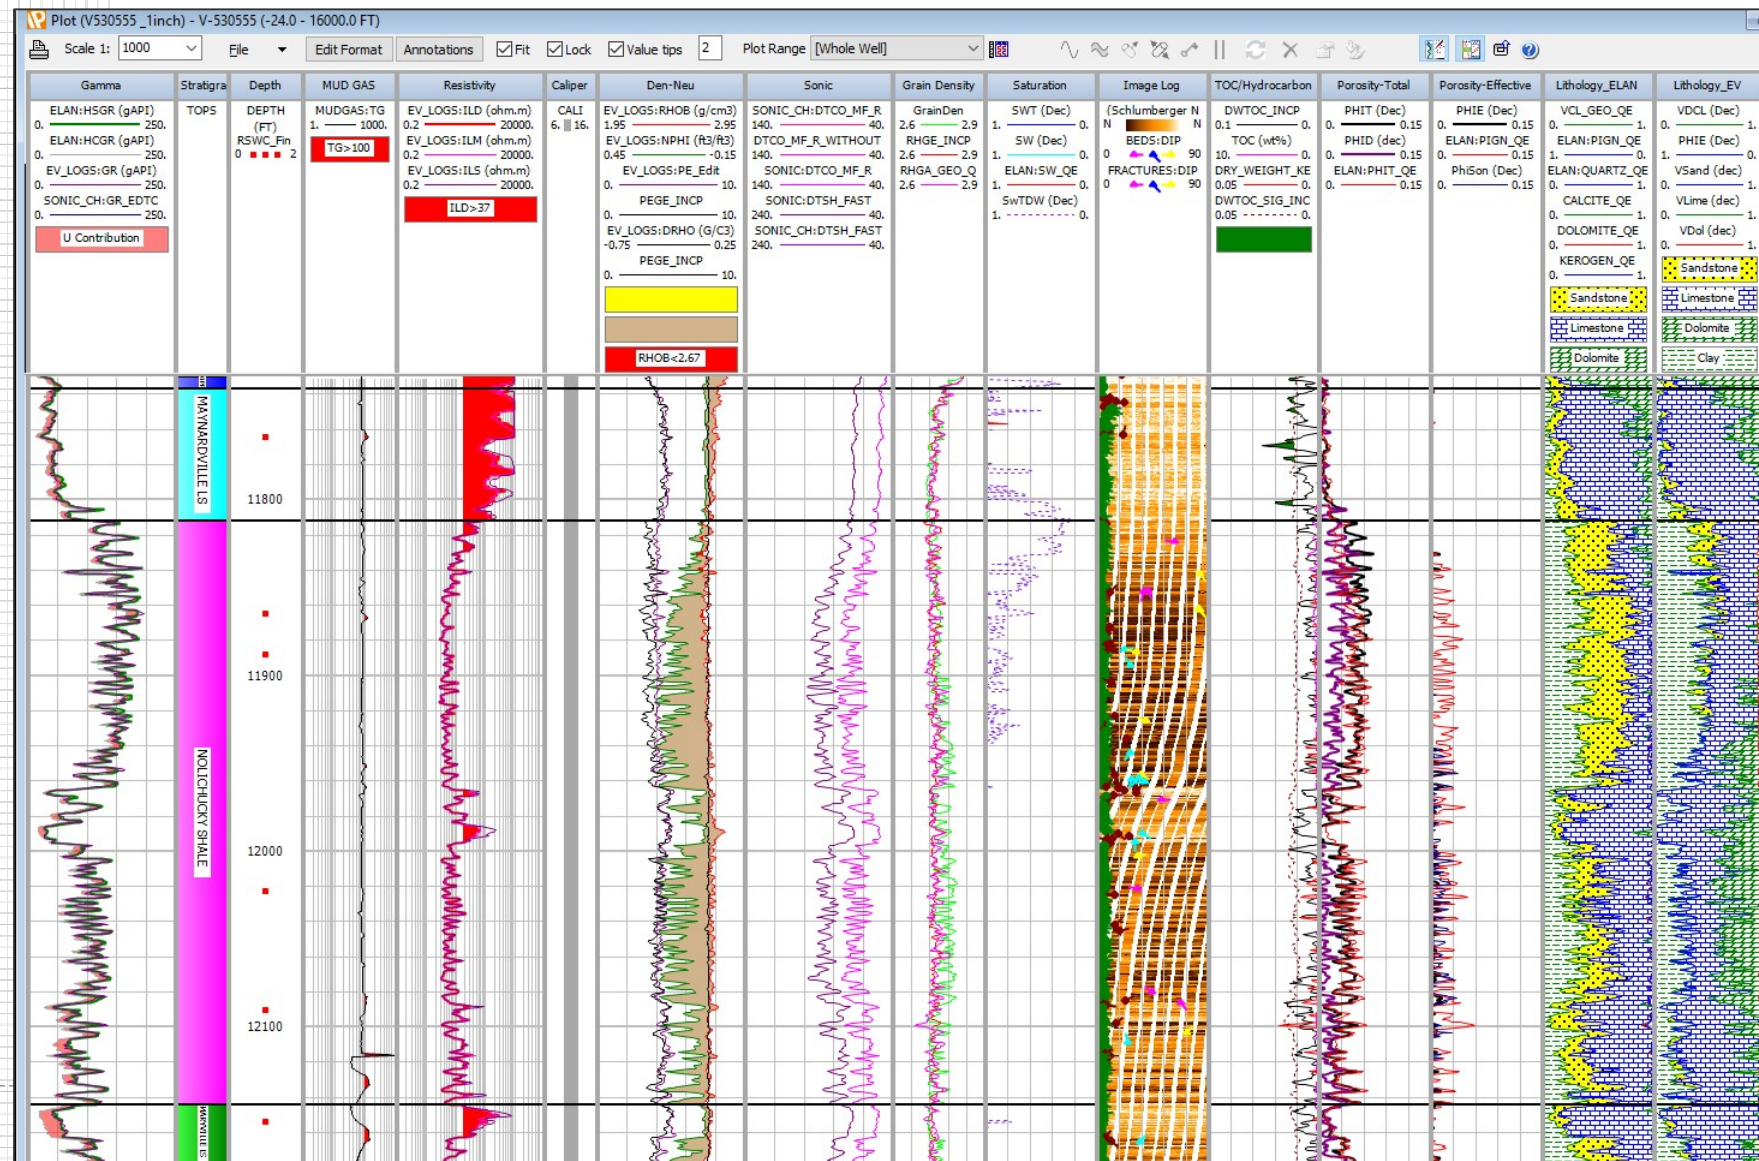 Plot (V530555 _1inch) - V-530555 (-24.0 - 16000.0 FT)
Scale 1: 1000 File Edit Format Annotations Fit Lock Value tips 2 Plot Range [Whole Well]
Gamma Stratigra Depth MUD GAS Resistivity Caliper Den-Neu Sonic Grain Density Saturation Image Log TOC/Hydrocarbon Porosity-Total Porosity-Effective Lithology_ELAN Lithology_EV
ELAN:HSGR (gAPI)
0. 250.
ELAN:HCGR (gAPI)
0. 250.
EV_LOGS:GR (gAPI)
0. 250.
SONIC_CH:GR_EDTC
0. 250.
U Contribution
TOPS
DEPTH
(FT)
RSWC_Fin
0 2
MUDGAS:TG
1. 1000.
TG>100
EV_LOGS:ILD (ohm.m)
0.2 20000.
EV_LOGS:ILM (ohm.m)
0.2 20000.
EV_LOGS:ILS (ohm.m)
0.2 20000.
ILD>37
CALI
6. 16.
EV_LOGS:RHOB (g/cm3)
1.95 2.95
EV_LOGS:NPHI (ft3/ft3)
0.45 -0.15
EV_LOGS:PE_Edit
0. 10.
PEGE_INCP
0. 10.
EV_LOGS:DRHO (G/C3)
-0.75 0.25
PEGE_INCP
0. 10.
RHOB<2.67
SONIC_CH:DTCO_MF_R
140. 40.
DTCO_MF_R_WITHOUT
140. 40.
SONIC:DTCO_MF_R
140. 40.
SONIC:DTSH_FAST
240. 40.
SONIC_CH:DTSH_FAST
240. 40.
GrainDen
2.6 2.9
RHGE_INCP
2.6 2.9
RHGA_GEO_Q
2.6 2.9
SWT (Dec)
1. 0.
SW (Dec)
1. 0.
ELAN:SW_QE
1. 0.
SwTDW (Dec)
1. 0.
(Schlumberger N
N N
BEDS:DIP
0 90
FRACTURES:DIP
0 90
DWTOC_INCP
0.1 0.
TOC (wt%)
10. 0.
DRY_WEIGHT_KE
0.05 0.
DWTOC_SIG_INC
0.05 0.
PHIT (Dec)
0. 0.15
PHID (Dec)
0. 0.15
ELAN:PHIT_QE
0. 0.15
PHIE (Dec)
0. 0.15
ELAN:PIGN_QE
0. 0.15
PhiSon (Dec)
0. 0.15
VCL_GEO_QE
0. 1.
ELAN:PIGN_QE
1. 0.
ELAN:QUARTZ_QE
0. 1.
CALCITE_QE
0. 1.
DOLOMITE_QE
0. 1.
KEROGEN_QE
0. 1.
Sandstone
Limestone
Dolomite
VDCL (Dec)
0. 1.
PHIE (Dec)
1. 0.
VSand (dec)
0. 1.
VLime (dec)
0. 1.
VDol (dec)
0. 1.
Sandstone
Limestone
Dolomite
Clay
MAYNARDVILLE LS
11800
11900
NOLICHUCKY SHALE
12000
12100